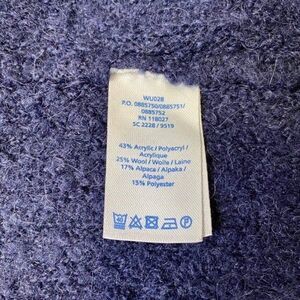 WU028
P.O. 0885750/0885751/
0885752
RN 118027
SC 2228 / 9519
43% Acrylic / Polyacryl /
Acrylique
25% Wool / Wolle / Laine
17% Alpaca / Alpaka /
Alpaga
15% Polyester